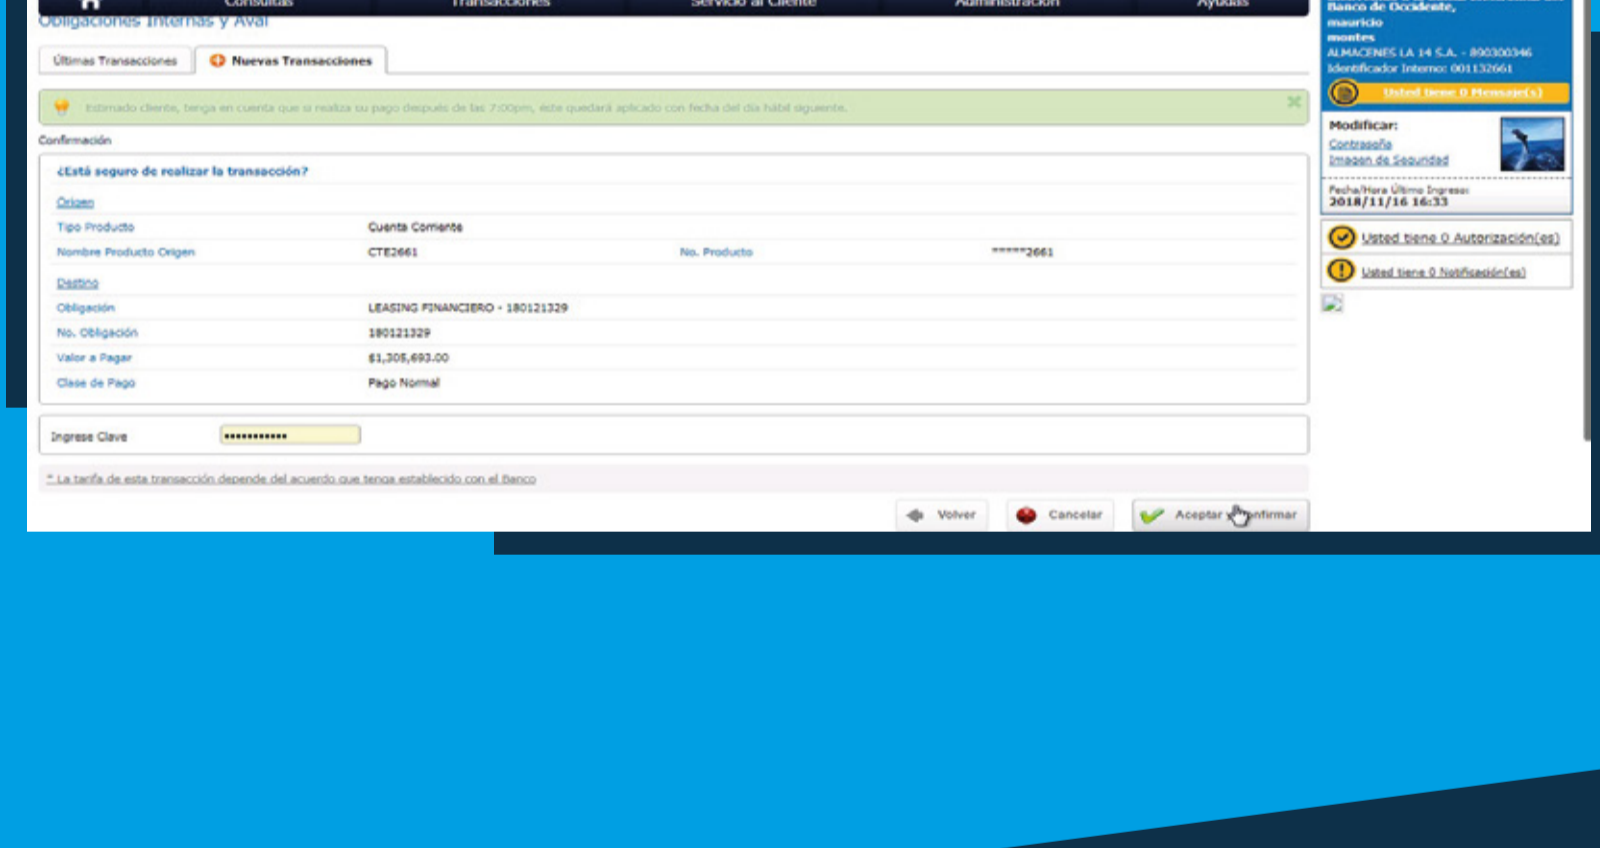 Consultas Transacciones Servicio al Cliente Administración Ayudas
Obligaciones Internas y Aval
Últimas Transacciones Nuevas Transacciones
Estimado cliente, tenga en cuenta que si realiza su pago después de las 7:00pm, éste quedará aplicado con fecha del día hábil siguiente.
Confirmación
¿Está seguro de realizar la transacción?
Origen
Tipo Producto Cuenta Corriente
Nombre Producto Origen CTE2661 No. Producto *****2661
Destino
Obligación LEASING FINANCIERO - 180121329
No. Obligación 180121329
Valor a Pagar $1,305,693.00
Clase de Pago Pago Normal
Ingrese Clave •••••••••••
* La tarifa de esta transacción depende del acuerdo que tenga establecido con el Banco
Volver Cancelar Aceptar y Confirmar
Banco de Occidente,
mauricio
montes
ALMACENES LA 14 S.A. - 890300346
Identificador Interno: 001132661
Usted tiene 0 Mensaje(s)
Modificar:
Contraseña
Imagen de Seguridad
Fecha/Hora Último Ingreso:
2018/11/16 16:33
Usted tiene 0 Autorización(es)
Usted tiene 0 Notificación(es)